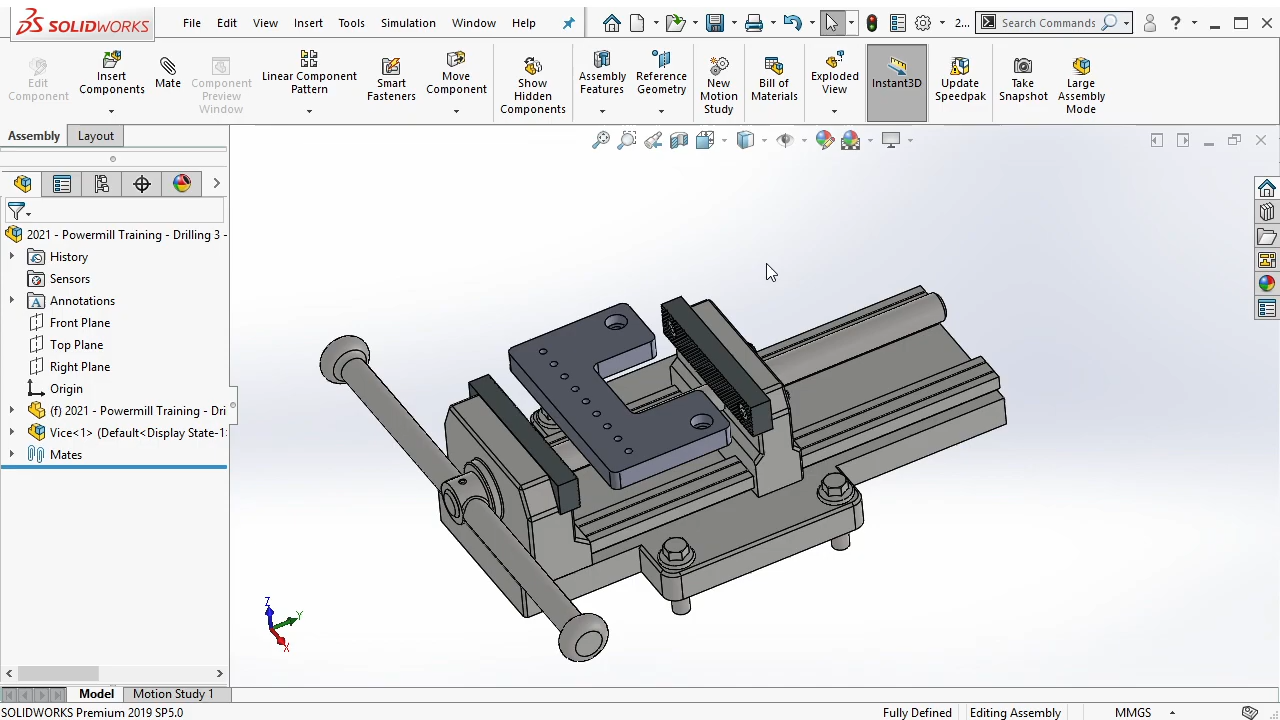 SOLIDWORKS File Edit View Insert Tools Simulation Window Help 2... Search Commands ?
Edit Component
Insert Components
Mate
Component Preview Window
Linear Component Pattern
Smart Fasteners
Move Component
Show Hidden Components
Assembly Features
Reference Geometry
New Motion Study
Bill of Materials
Exploded View
Instant3D
Update Speedpak
Take Snapshot
Large Assembly Mode
Assembly Layout
2021 - Powermill Training - Drilling 3 -
History
Sensors
A Annotations
Front Plane
Top Plane
Right Plane
Origin
(f) 2021 - Powermill Training - Dri
Vice<1> (Default<Display State-1
Mates
Z
Y
X
Model Motion Study 1
SOLIDWORKS Premium 2019 SP5.0 Fully Defined Editing Assembly MMGS